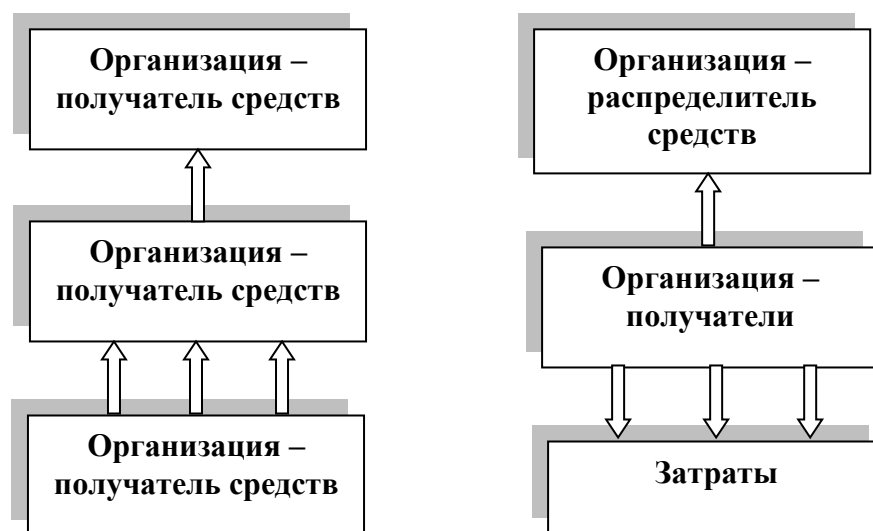 Организация –
получатель средств
Организация –
получатель средств
Организация –
получатель средств
Организация –
распределитель
средств
Организация –
получатели
Затраты